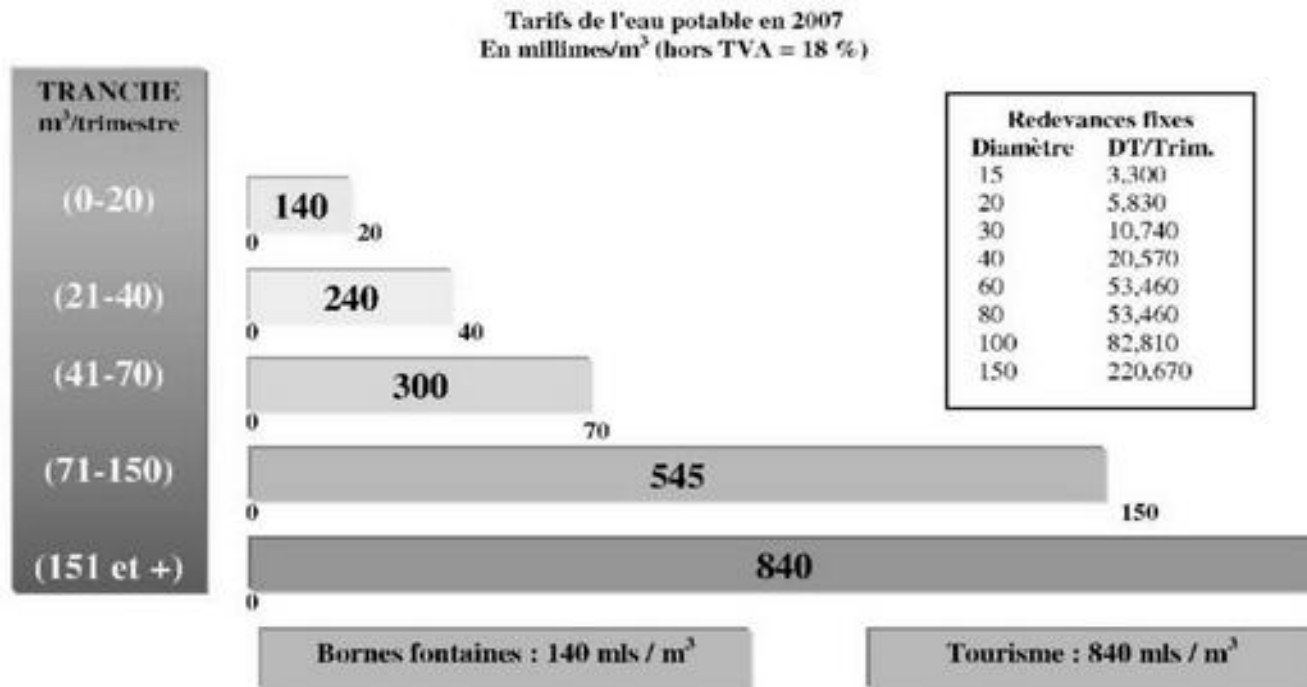 Tarifs de l'eau potable en 2007
En millimes/m³ (hors TVA = 18 %)
TRANCHE
m³/trimestre
Redevances fixes
Diamètre DT/Trim.
15 3,300
20 5,830
30 10,740
40 20,570
60 53,460
80 53,460
100 82,810
150 220,670
(0-20)
140
0
20
(21-40)
240
0
40
(41-70)
300
0
70
(71-150)
545
0
150
(151 et +)
840
0
Bornes fontaines : 140 mls / m³
Tourisme : 840 mls / m³